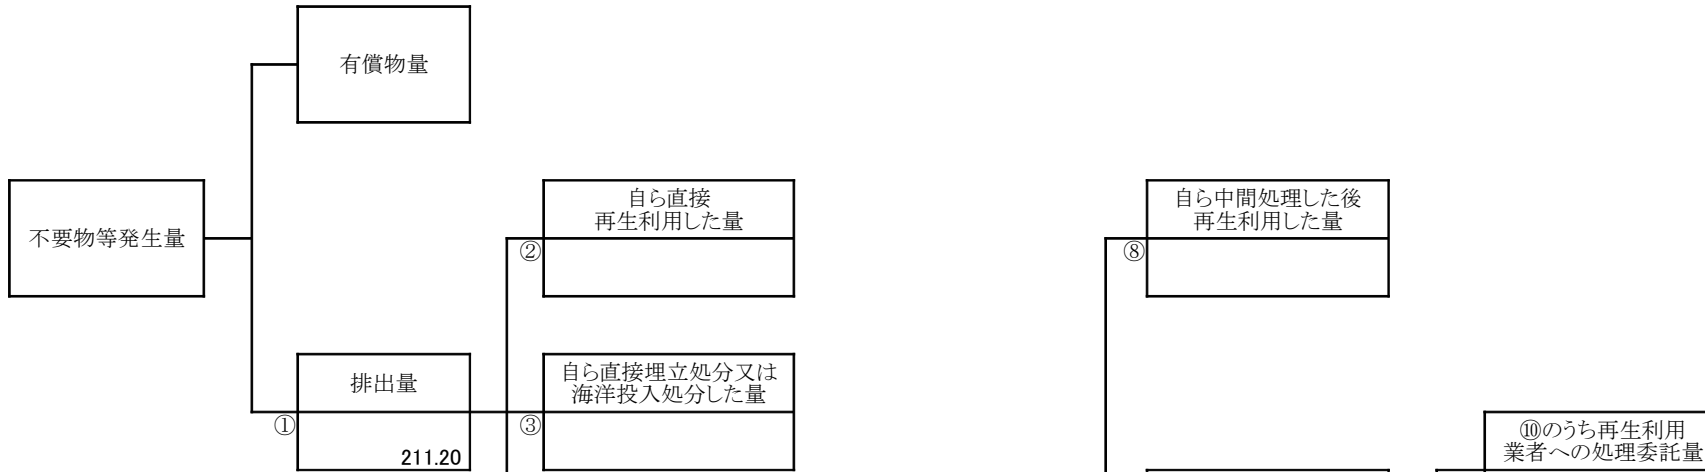 有償物量
不要物等発生量
自ら直接
再生利用した量
②
自ら中間処理した後
再生利用した量
⑧
排出量
①
211.20
自ら直接埋立処分又は
海洋投入処分した量
③
⑩のうち再生利用
業者への処理委託量